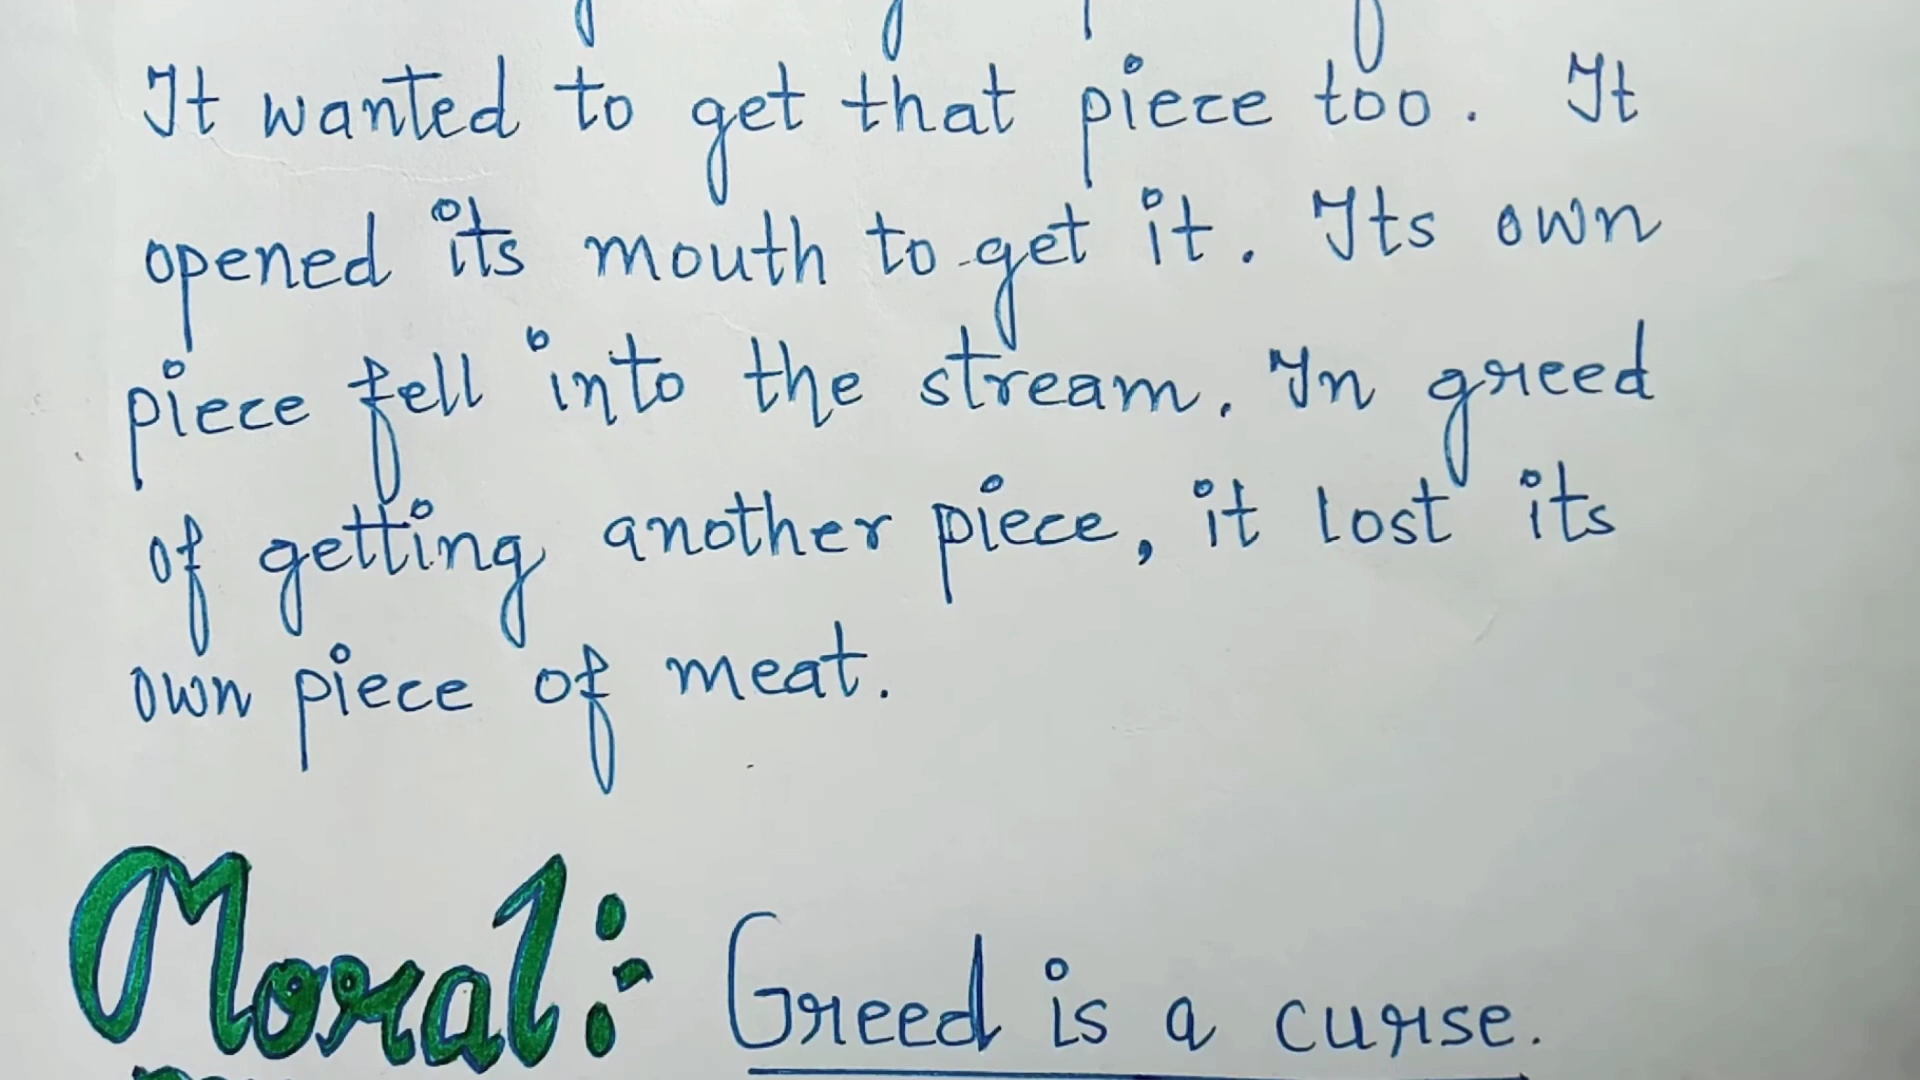 It wanted to get that piece too. It
opened its mouth to get it. Its own
piece fell into the stream. In greed
of getting another piece, it lost its
own piece of meat.
Moral: Greed is a curse.